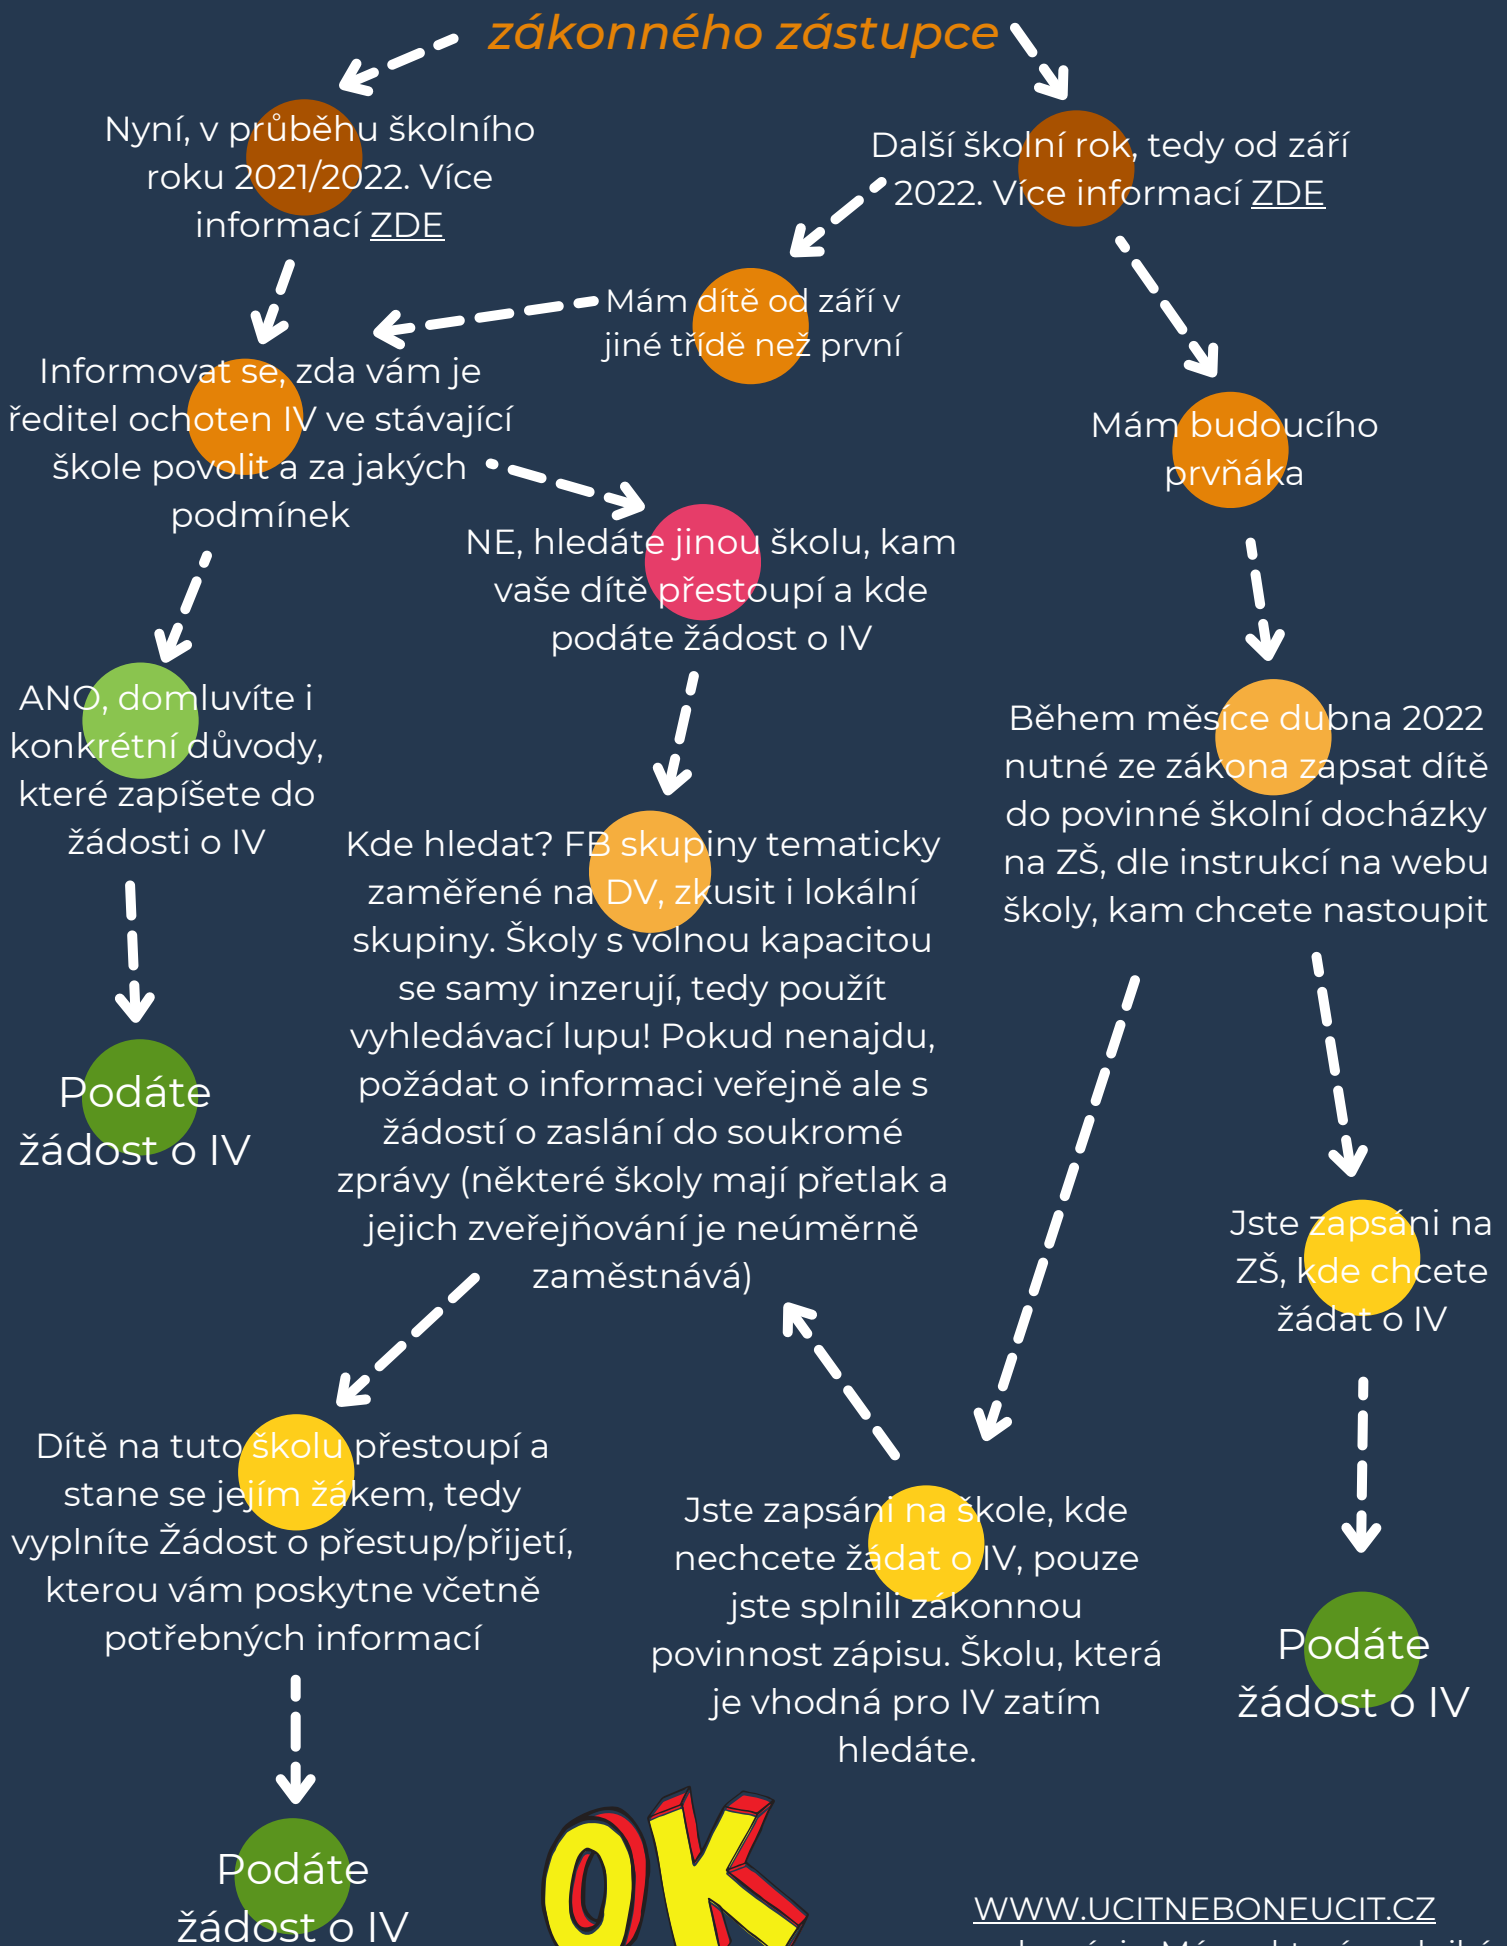 zákonného zástupce
Nyní, v průběhu školního
roku 2021/2022. Více
informací ZDE
Další školní rok, tedy od září
2022. Více informací ZDE
Mám dítě od září v
jiné třídě než první
Informovat se, zda vám je
ředitel ochoten IV ve stávající
škole povolit a za jakých
podmínek
Mám budoucího
prvňáka
NE, hledáte jinou školu, kam
vaše dítě přestoupí a kde
podáte žádost o IV
ANO, domluvíte i
konkrétní důvody,
které zapíšete do
žádosti o IV
Během měsíce dubna 2022
nutné ze zákona zapsat dítě
do povinné školní docházky
na ZŠ, dle instrukcí na webu
školy, kam chcete nastoupit
Kde hledat? FB skupiny tematicky
zaměřené na DV, zkusit i lokální
skupiny. Školy s volnou kapacitou
se samy inzerují, tedy použít
vyhledávací lupu! Pokud nenajdu,
požádat o informaci veřejně ale s
žádostí o zaslání do soukromé
zprávy (některé školy mají přetlak a
jejich zveřejňování je neúměrně
zaměstnává)
Podáte
žádost o IV
Jste zapsáni na
ZŠ, kde chcete
žádat o IV
Dítě na tuto školu přestoupí a
stane se jejím žákem, tedy
vyplníte Žádost o přestup/přijetí,
kterou vám poskytne včetně
potřebných informací
Jste zapsáni na škole, kde
nechcete žádat o IV, pouze
jste splnili zákonnou
povinnost zápisu. Školu, která
je vhodná pro IV zatím
hledáte.
Podáte
žádost o IV
Podáte
žádost o IV
OK
WWW.UCITNEBONEUCIT.CZ